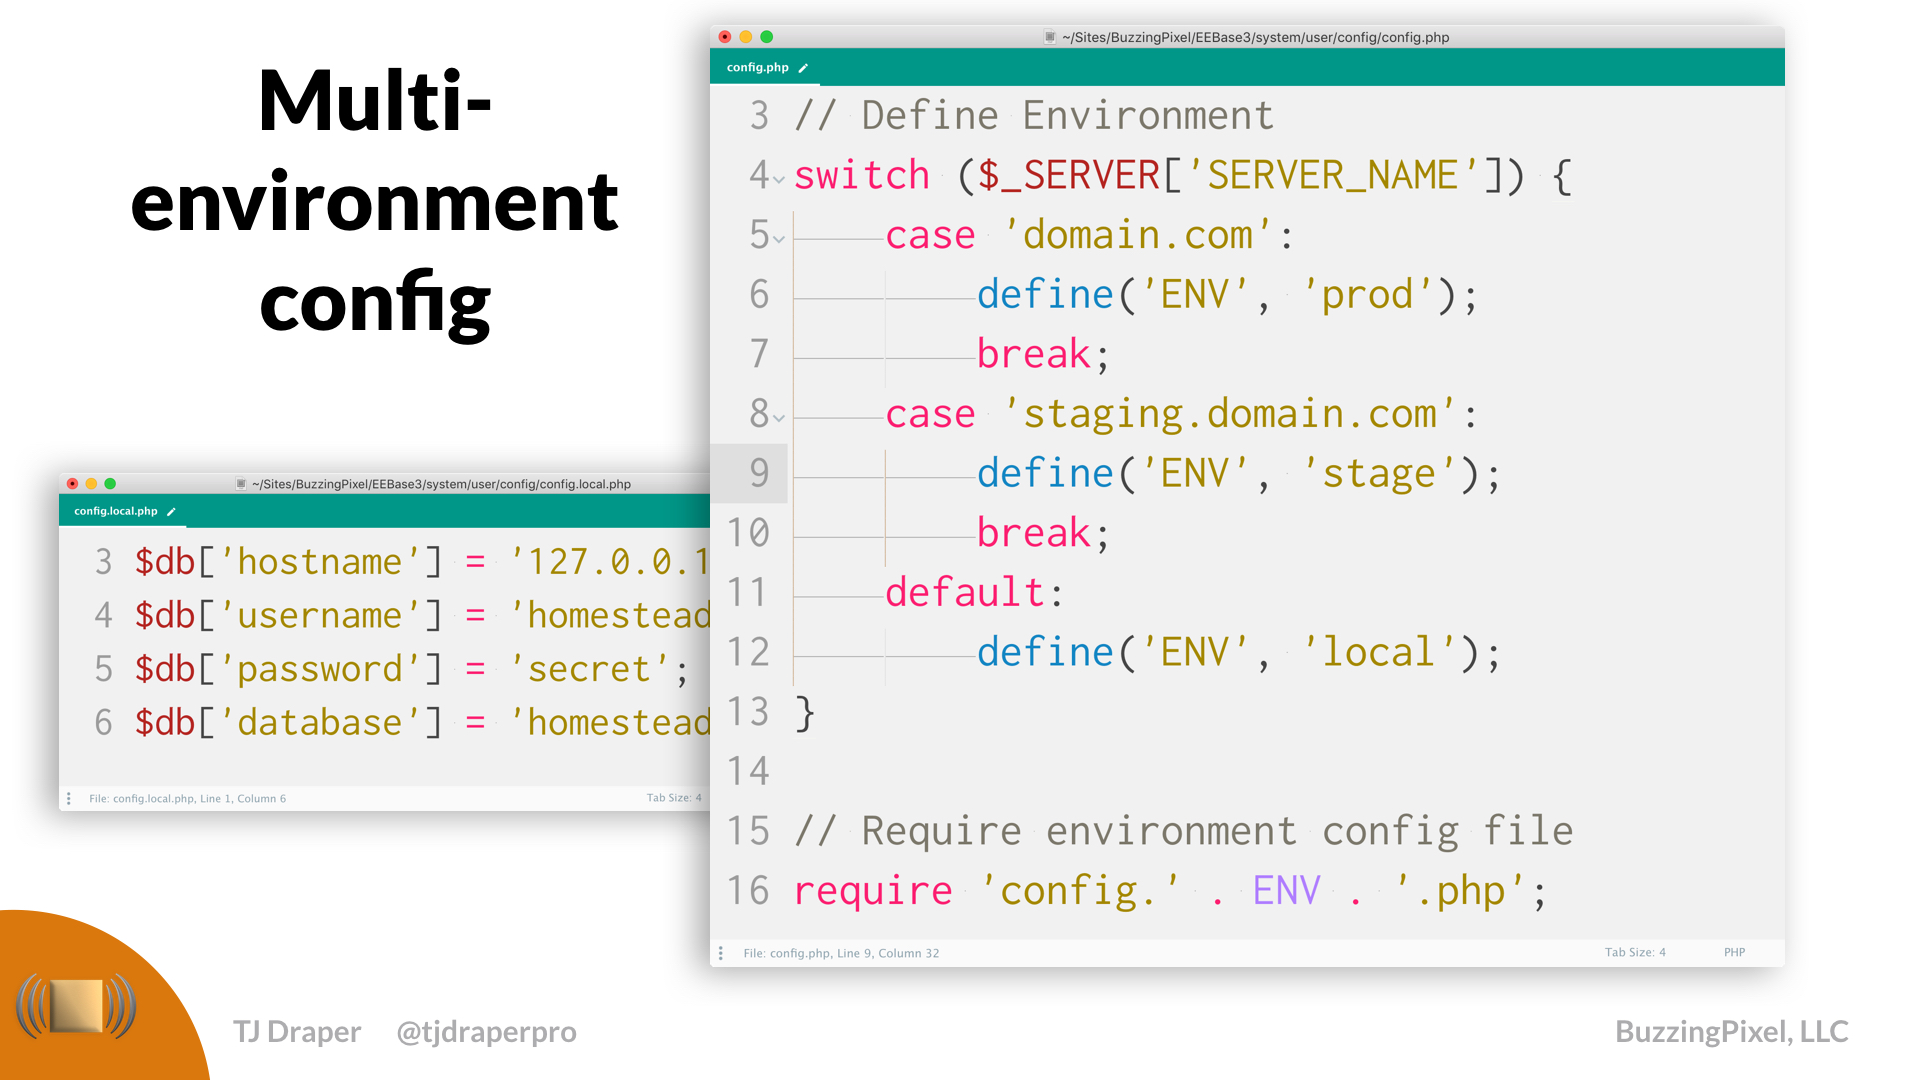 Multi-
environment
config
~/Sites/BuzzingPixel/EEBase3/system/user/config/config.local.php
config.local.php
3 $db['hostname'] = '127.0.0.1
4 $db['username'] = 'homestead
5 $db['password'] = 'secret';
6 $db['database'] = 'homestead
File: config.local.php, Line 1, Column 6 Tab Size: 4
~/Sites/BuzzingPixel/EEBase3/system/user/config/config.php
config.php
3 // Define Environment
4 switch ($_SERVER['SERVER_NAME']) {
5 case 'domain.com':
6 define('ENV', 'prod');
7 break;
8 case 'staging.domain.com':
9 define('ENV', 'stage');
10 break;
11 default:
12 define('ENV', 'local');
13 }
14
15 // Require environment config file
16 require 'config.' . ENV . '.php';
File: config.php, Line 9, Column 32 Tab Size: 4 PHP
TJ Draper @tjdraperpro BuzzingPixel, LLC